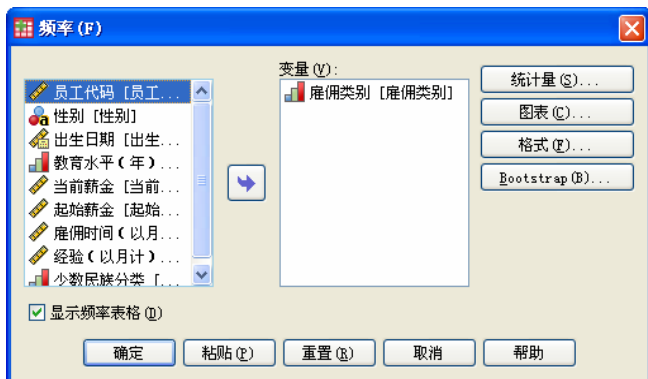 频率(F)
员工代码 [员工...
性别 [性别]
出生日期 [出生...
教育水平(年)...
当前薪金 [当前...
起始薪金 [起始...
雇佣时间(以月...
经验(以月计)...
少数民族分类 [...
变量(V):
雇佣类别 [雇佣类别]
统计量(S)...
图表(C)...
格式(F)...
Bootstrap(B)...
显示频率表格(D)
确定 粘贴(P) 重置(R) 取消 帮助